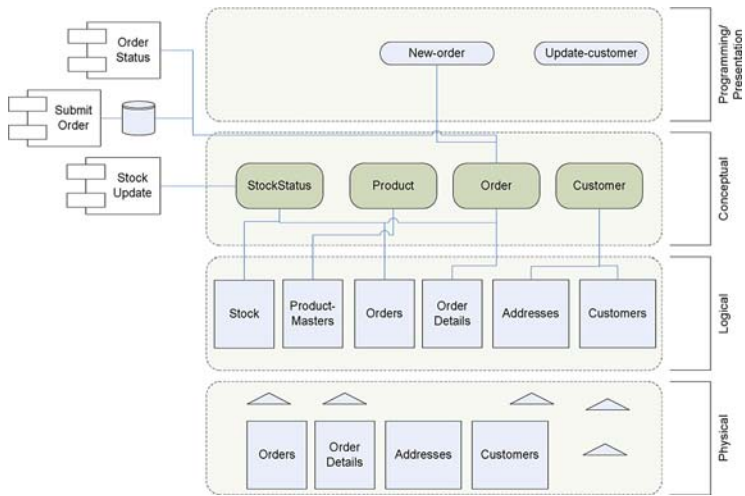 Order
Status
New-order
Update-customer
Programming/
Presentation
Submit
Order
Stock
Update
StockStatus
Product
Order
Customer
Conceptual
Stock
Product-
Masters
Orders
Order
Details
Addresses
Customers
Logical
Orders
Order
Details
Addresses
Customers
Physical